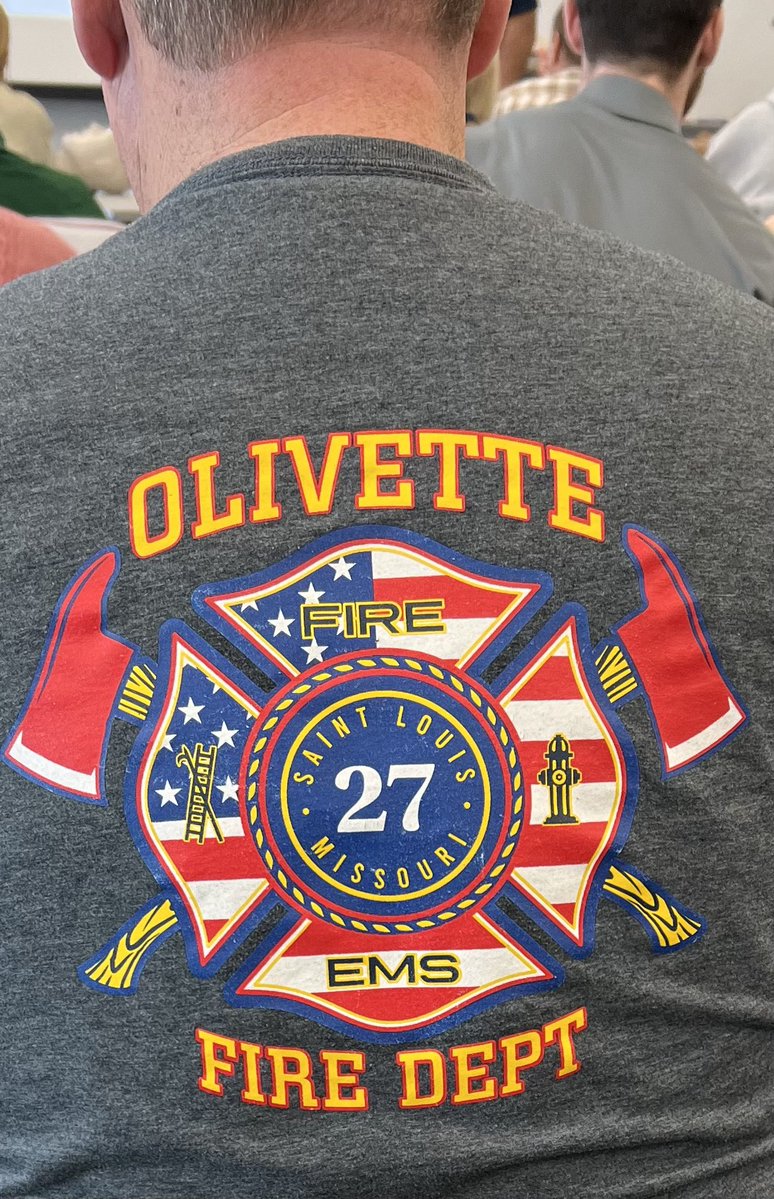 OLIVETTE
FIRE
SAINT LOUIS
27
MISSOURI
EMS
FIRE DEPT